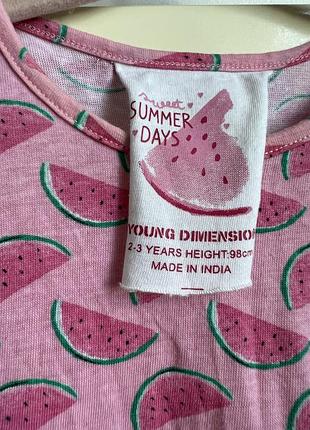 Sweet
SUMMER
DAYS
YOUNG DIMENSION
2-3 YEARS HEIGHT:98cm
MADE IN INDIA